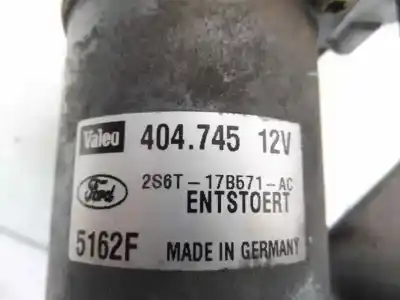 Valeo 404.745 12V
Ford 2S6T-17B571-AC
ENTSTOERT
5162F MADE IN GERMANY